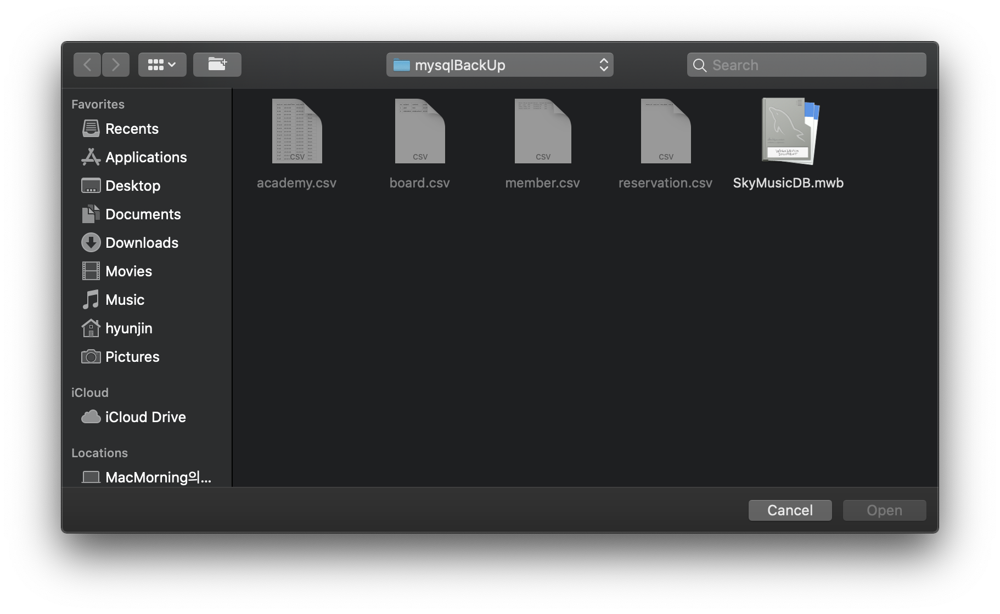 mysqlBackUp
Search
Favorites
Recents
Applications
Desktop
Documents
Downloads
Movies
Music
hyunjin
Pictures
iCloud
iCloud Drive
Locations
MacMorning의...
CSV
academy.csv
CSV
board.csv
CSV
member.csv
CSV
reservation.csv
WORKBENCH
DOCUMENT
SkyMusicDB.mwb
Cancel
Open